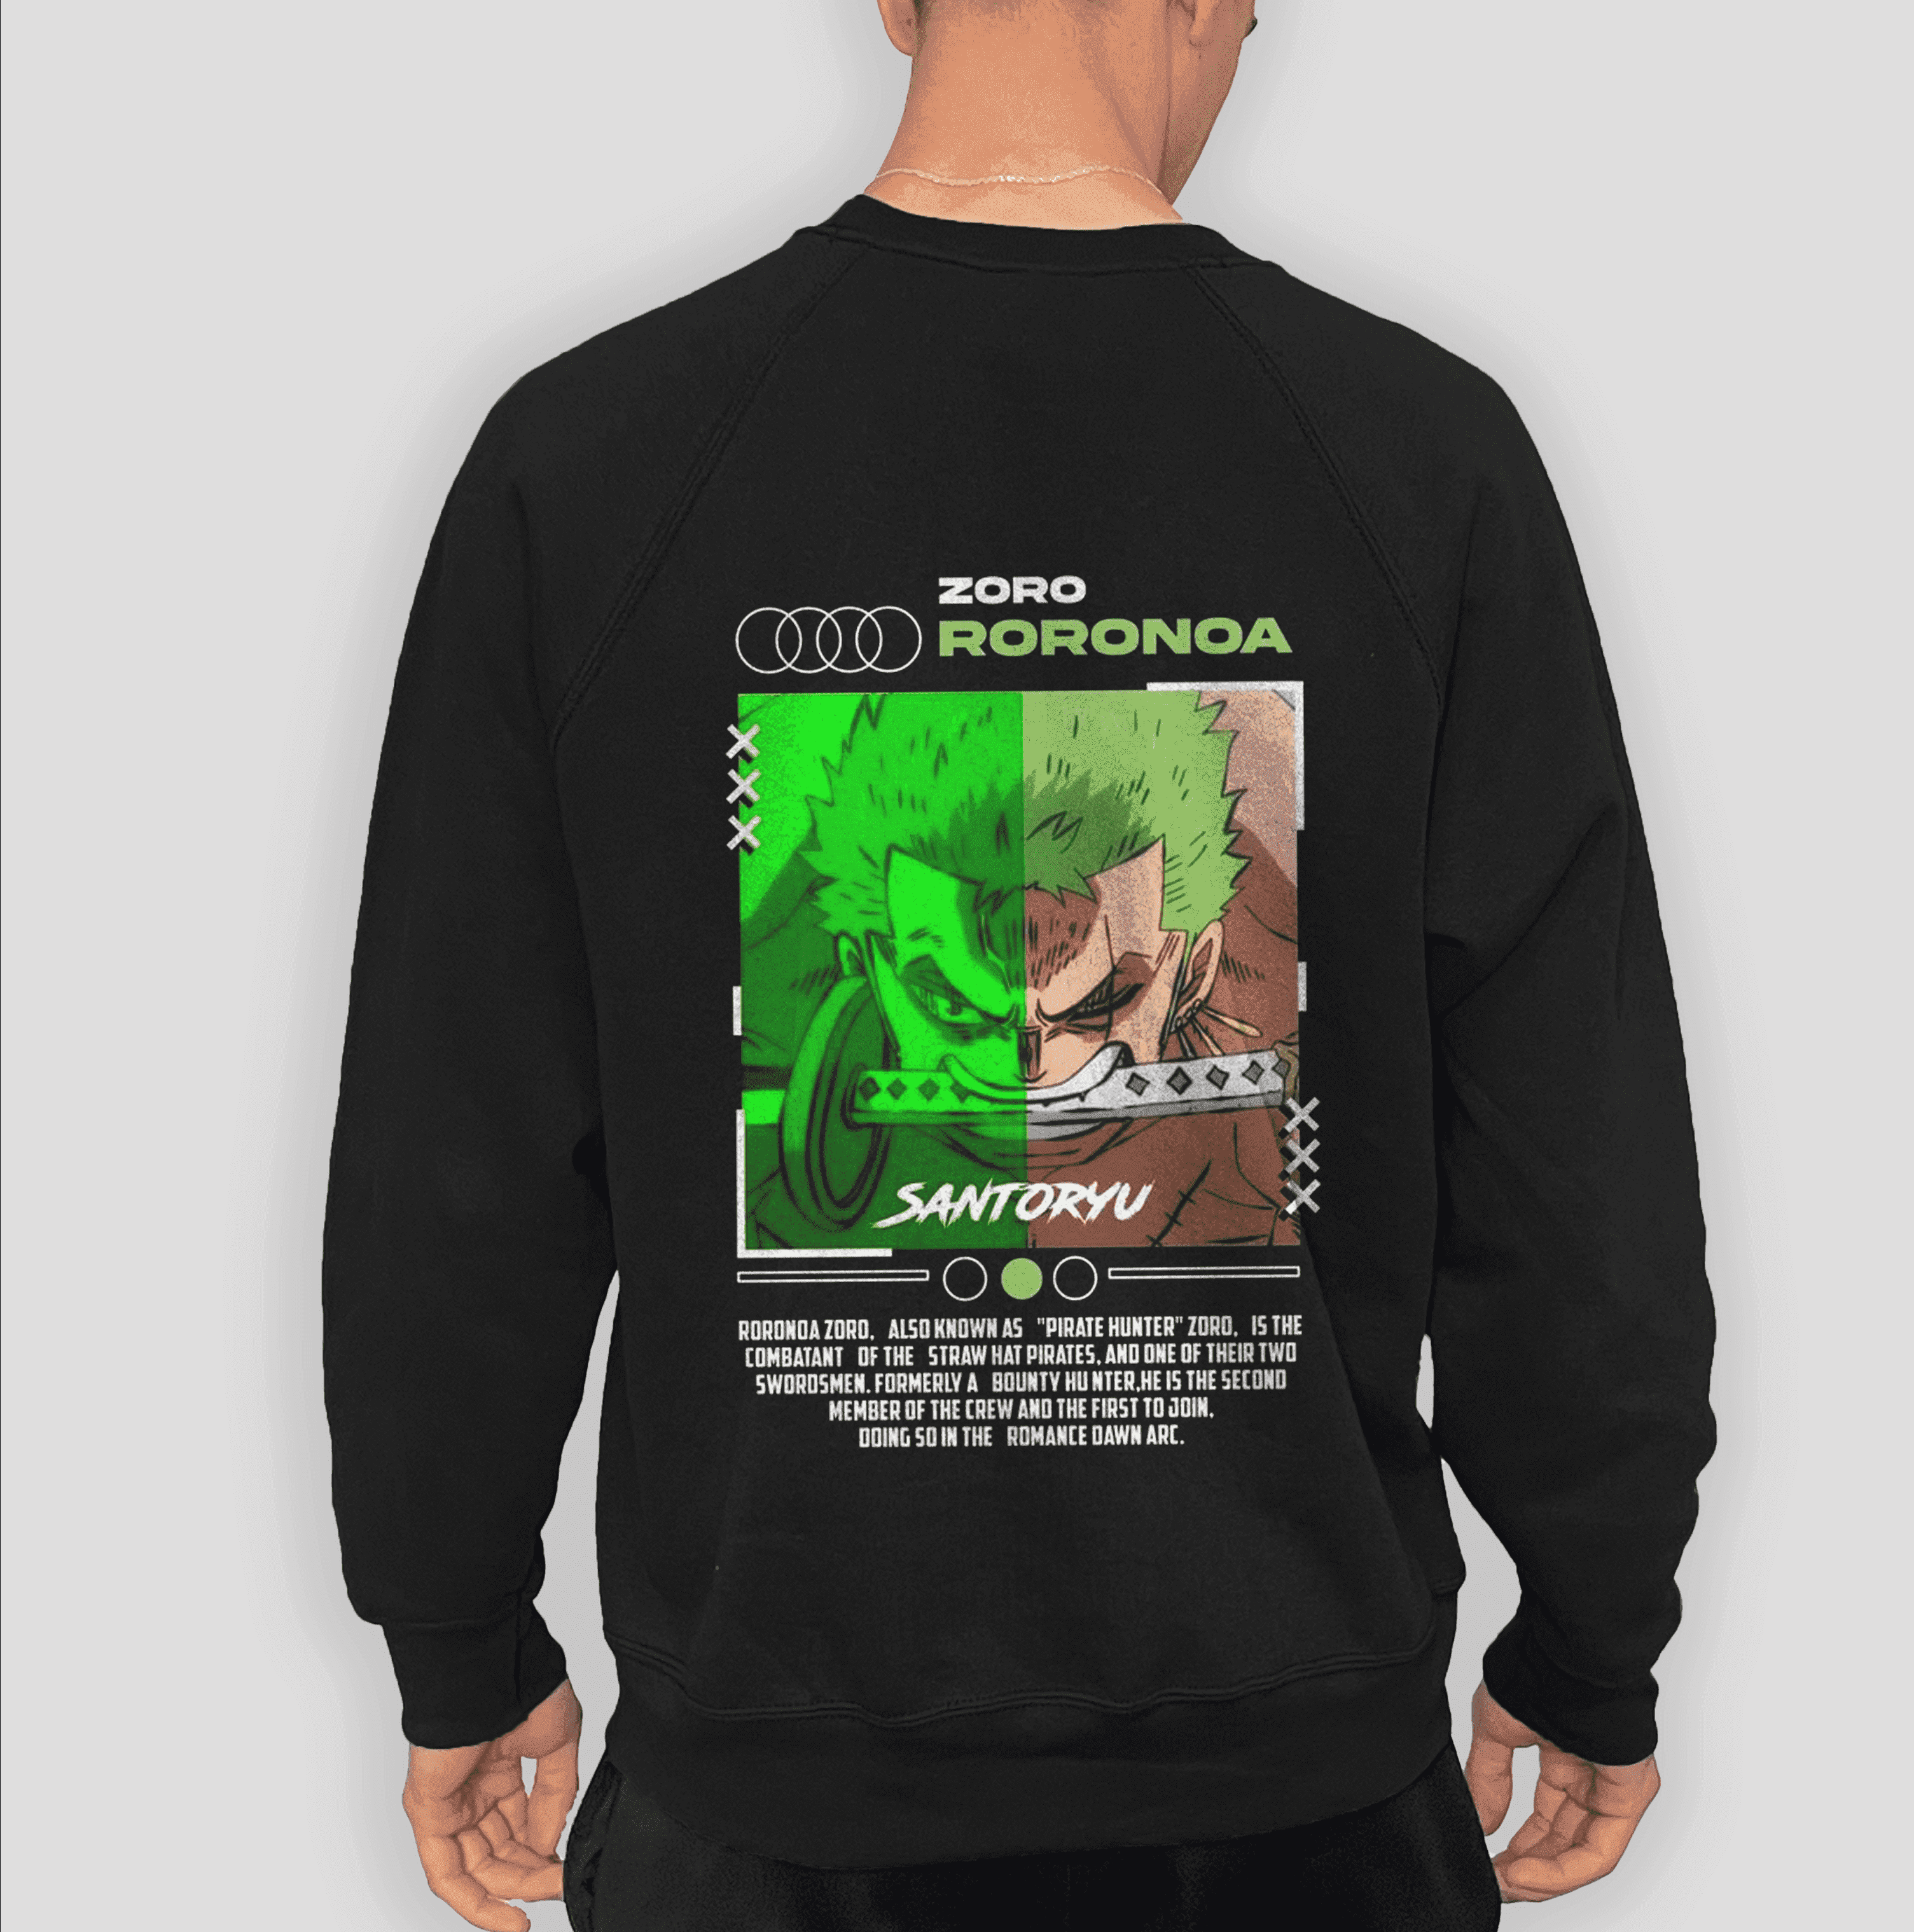 ZORO
RORONOA
SANTORYU
RORONOA ZORO, ALSO KNOWN AS "PIRATE HUNTER" ZORO, IS THE
COMBATANT OF THE STRAW HAT PIRATES, AND ONE OF THEIR TWO
SWORDSMEN. FORMERLY A BOUNTY HU NTER,HE IS THE SECOND
MEMBER OF THE CREW AND THE FIRST TO JOIN,
DOING SO IN THE ROMANCE DAWN ARC.